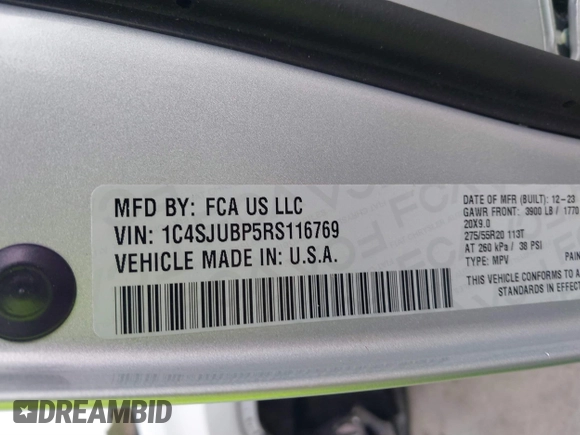 MFD BY: FCA US LLC
VIN: 1C4SJUBP5RS116769
VEHICLE MADE IN: U.S.A.
DATE OF MFR (BUILT): 12-23
GAWR FRONT: 3900 LB / 1770
20X9.0
275/55R20 113T
AT 260 kPa / 38 PSI
TYPE: MPV
PAIN
THIS VEHICLE CONFORMS TO A
STANDARDS IN EFFECT
DREAMBID